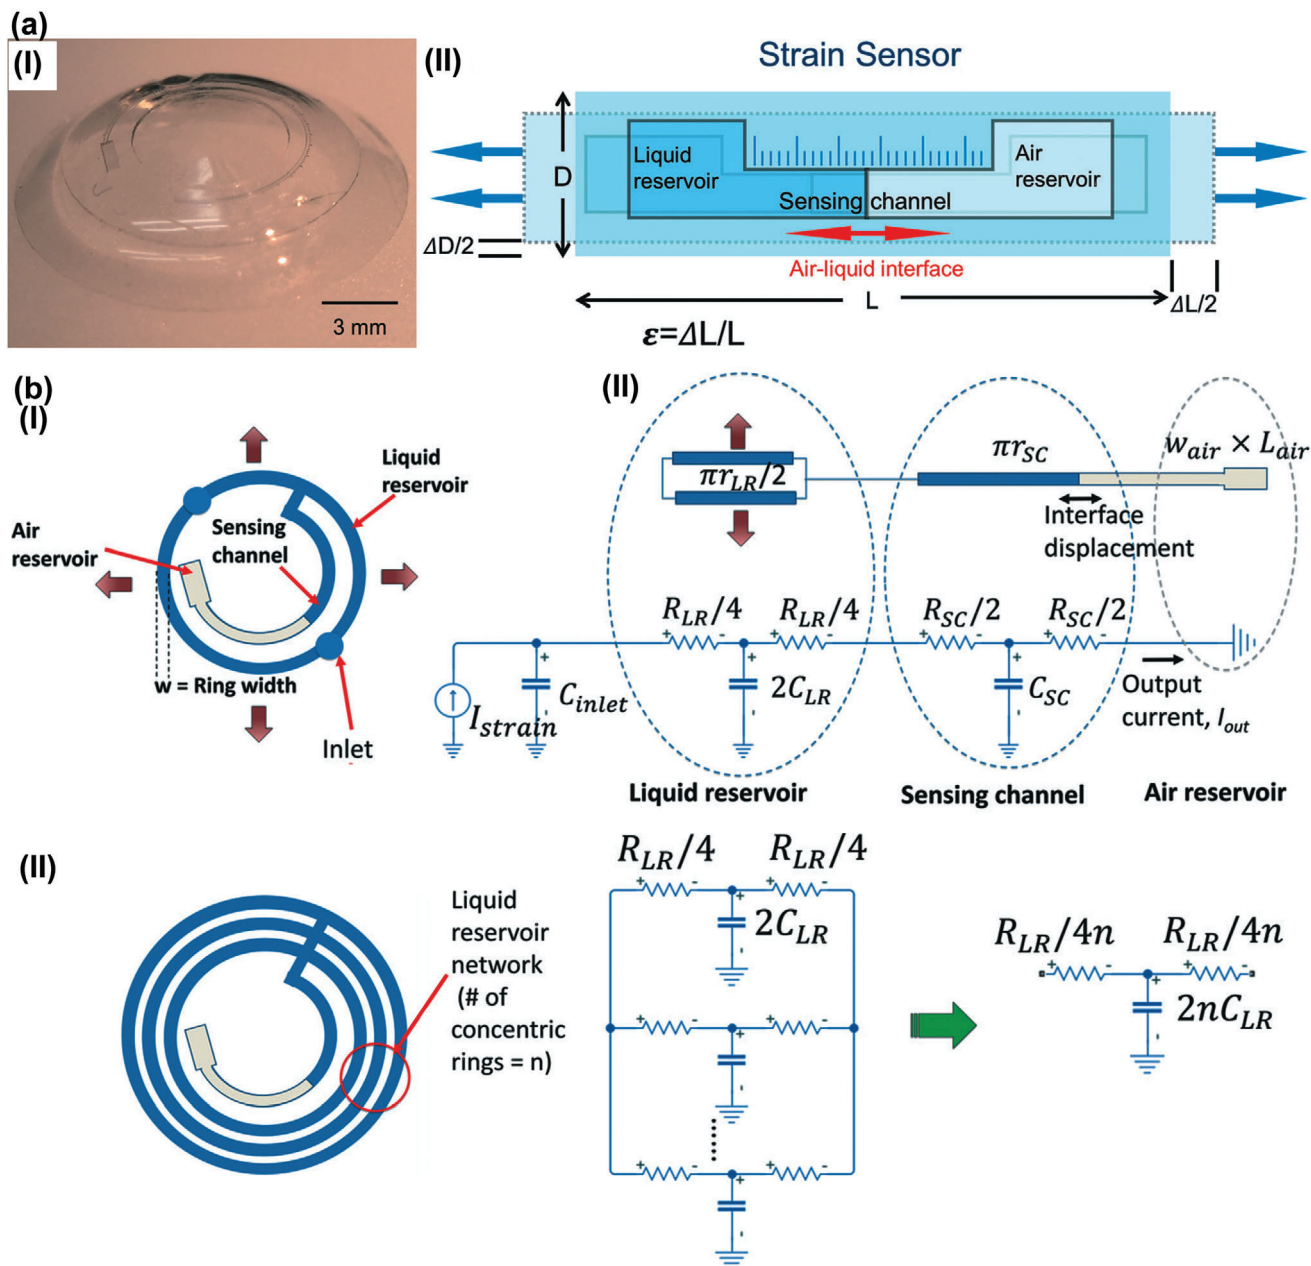 (a)
(I)
3 mm
(II)
Strain Sensor
Liquid
reservoir
Air
reservoir
D
Sensing channel
ΔD/2
Air-liquid interface
L
ΔL/2
ε=ΔL/L
(b)
(I)
Liquid
reservoir
Air
reservoir
Sensing
channel
w = Ring width
Inlet
(II)
πr_LR/2
πr_SC
w_air × L_air
Interface
displacement
R_LR/4
R_LR/4
R_SC/2
R_SC/2
I_strain
C_inlet
2C_LR
C_SC
Output
current, I_out
Liquid reservoir
Sensing channel
Air reservoir
(II)
Liquid
reservoir
network
(# of
concentric
rings = n)
R_LR/4
R_LR/4
2C_LR
R_LR/4n
R_LR/4n
2nC_LR